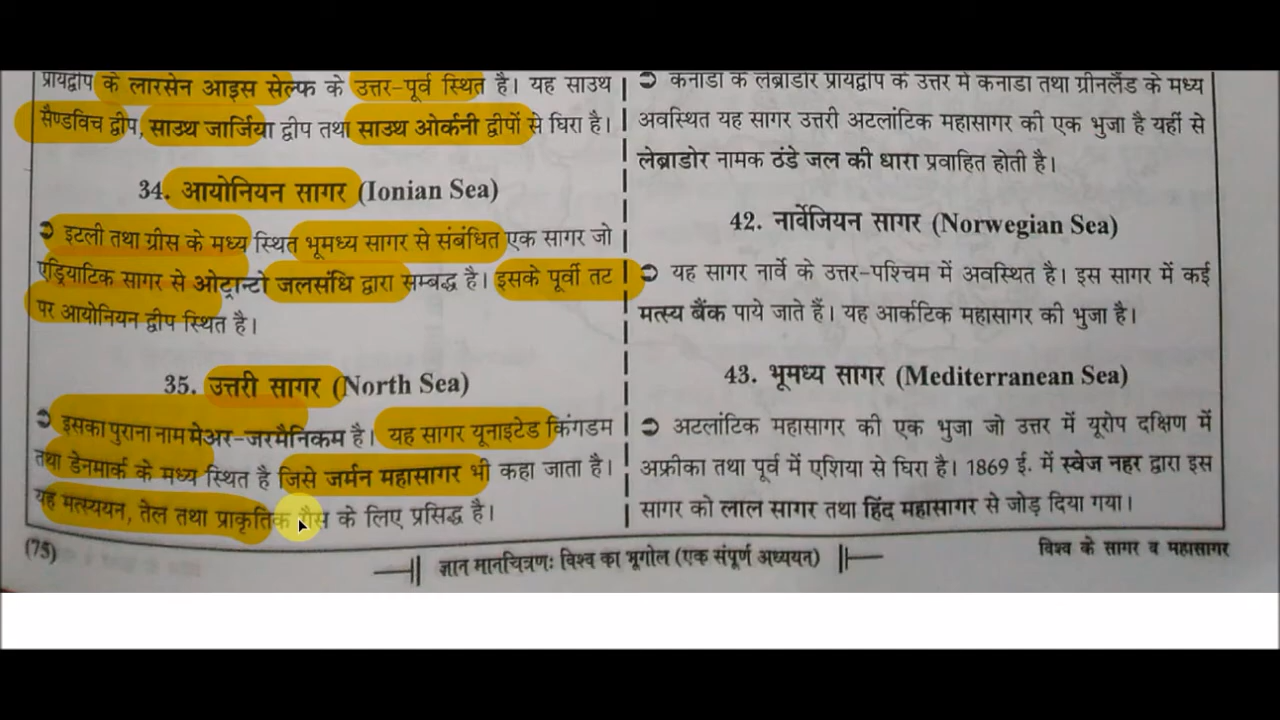 प्रायद्वीप के लारसेन आइस सेल्फ के उत्तर-पूर्व स्थित है। यह साउथ
सैण्डविच द्वीप, साउथ जार्जिया द्वीप तथा साउथ ओर्कनी द्वीपों से घिरा है।
34. आयोनियन सागर (Ionian Sea)
➲ इटली तथा ग्रीस के मध्य स्थित भूमध्य सागर से संबंधित एक सागर जो
एड्रियाटिक सागर से ओट्रान्टो जलसंधि द्वारा सम्बद्ध है। इसके पूर्वी तट
पर आयोनियन द्वीप स्थित है।
35. उत्तरी सागर (North Sea)
➲ इसका पुराना नाम मेअर-जरमैनिकम है। यह सागर यूनाइटेड किंगडम
तथा डेनमार्क के मध्य स्थित है जिसे जर्मन महासागर भी कहा जाता है।
यह मत्स्ययन, तेल तथा प्राकृतिक गैस के लिए प्रसिद्ध है।
➲ कनाडा के लेब्राडोर प्रायद्वीप के उत्तर में कनाडा तथा ग्रीनलैंड के मध्य
अवस्थित यह सागर उत्तरी अटलांटिक महासागर की एक भुजा है यहीं से
लेब्राडोर नामक ठंडे जल की धारा प्रवाहित होती है।
42. नार्वेजियन सागर (Norwegian Sea)
➲ यह सागर नार्वे के उत्तर-पश्चिम में अवस्थित है। इस सागर में कई
मत्स्य बैंक पाये जाते हैं। यह आर्कटिक महासागर की भुजा है।
43. भूमध्य सागर (Mediterranean Sea)
➲ अटलांटिक महासागर की एक भुजा जो उत्तर में यूरोप दक्षिण में
अफ्रीका तथा पूर्व में एशिया से घिरा है। 1869 ई. में स्वेज नहर द्वारा इस
सागर को लाल सागर तथा हिंद महासागर से जोड़ दिया गया।
(75)
ज्ञान मानचित्रणः विश्व का भूगोल (एक संपूर्ण अध्ययन)
विश्व के सागर व महासागर